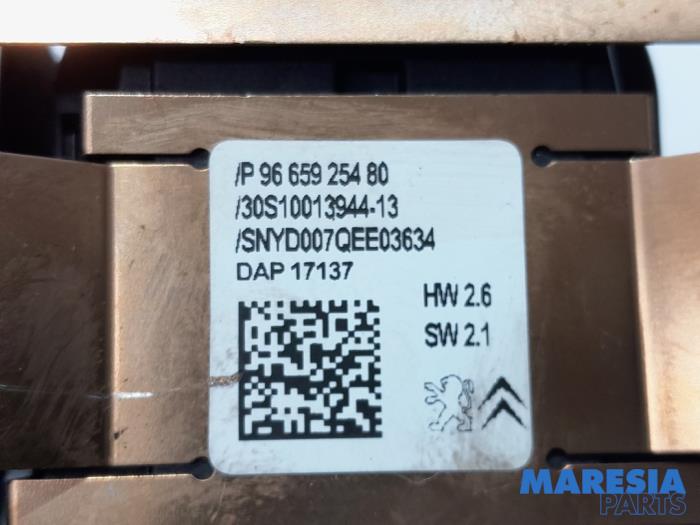 /P 96 659 254 80
/30S10013944-13
/SNYD007QEE03634
DAP 17137
HW 2.6
SW 2.1
MARESIA
PARTS